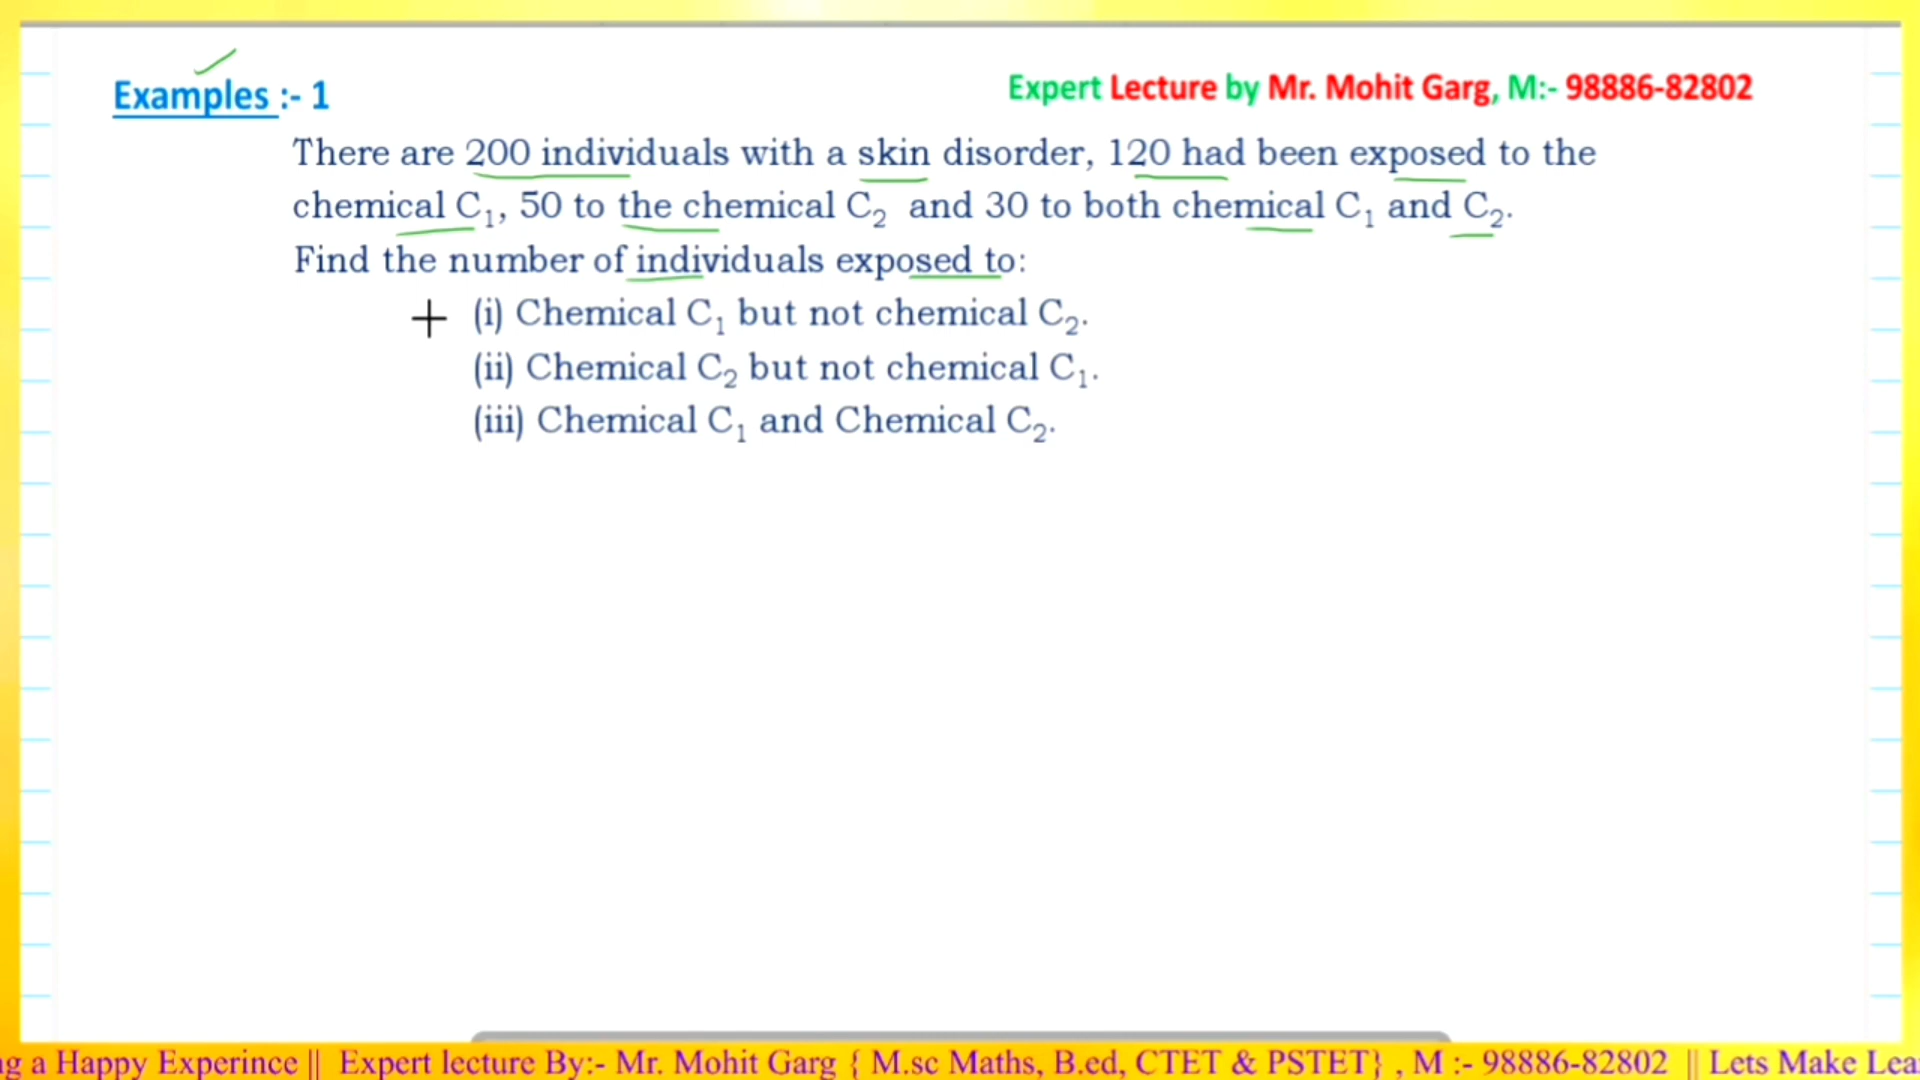 Examples :- 1
Expert Lecture by Mr. Mohit Garg, M:- 98886-82802
There are 200 individuals with a skin disorder, 120 had been exposed to the
chemical C₁, 50 to the chemical C₂ and 30 to both chemical C₁ and C₂.
Find the number of individuals exposed to:
(i) Chemical C₁ but not chemical C₂.
(ii) Chemical C₂ but not chemical C₁.
(iii) Chemical C₁ and Chemical C₂.
g a Happy Experince || Expert lecture By:- Mr. Mohit Garg { M.sc Maths, B.ed, CTET & PSTET} , M :- 98886-82802 || Lets Make Lea